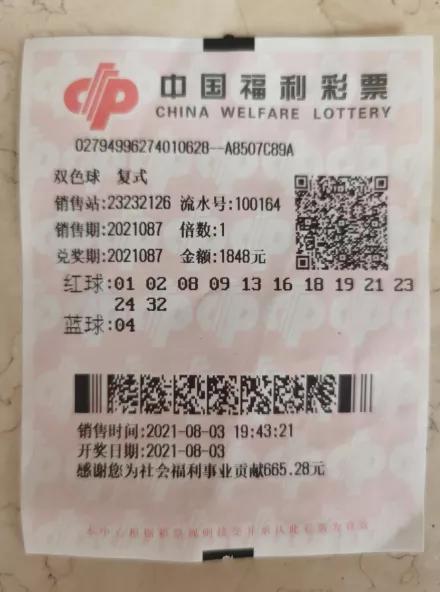 中国福利彩票
CHINA WELFARE LOTTERY
02794996274010628--A8507C89A
双色球 复式
销售站:23232126 流水号:100164
销售期:2021087 倍数:1
兑奖期:2021087 金额:1848元
红球:01 02 08 09 13 16 18 19 21 23
24 32
蓝球:04
销售时间:2021-08-03 19:43:21
开奖日期:2021-08-03
感谢您为社会福利事业贡献665.28元